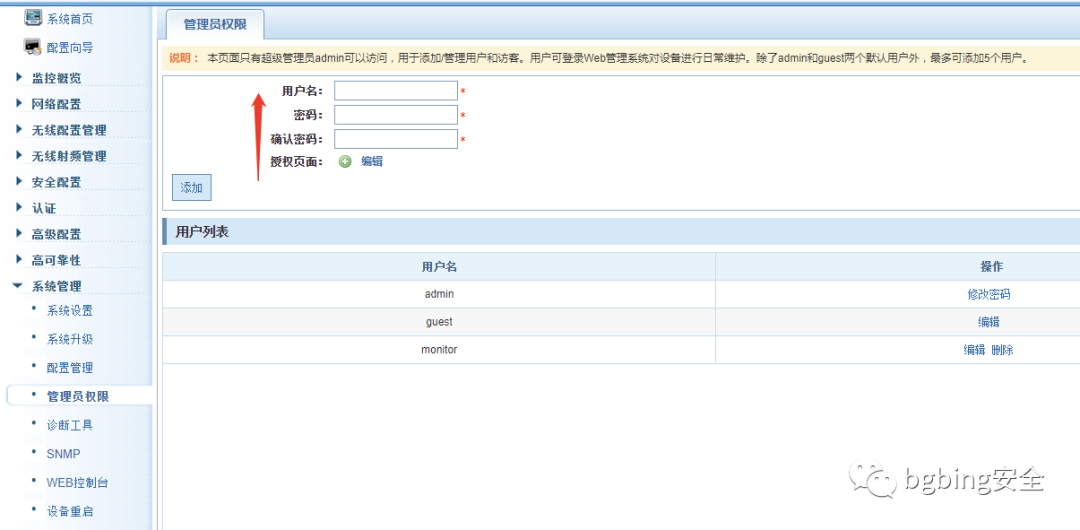 系统首页
配置向导
监控概览
网络配置
无线配置管理
无线射频管理
安全配置
认证
高级配置
高可靠性
系统管理
系统设置
系统升级
配置管理
管理员权限
诊断工具
SNMP
WEB控制台
设备重启
管理员权限
说明： 本页面只有超级管理员admin可以访问，用于添加/管理用户和访客。用户可登录Web管理系统对设备进行日常维护。除了admin和guest两个默认用户外，最多可添加5个用户。
用户名： *
密码： *
确认密码： *
授权页面： 编辑
添加
用户列表
用户名 操作
admin 修改密码
guest 编辑
monitor 编辑 删除
bgbing安全